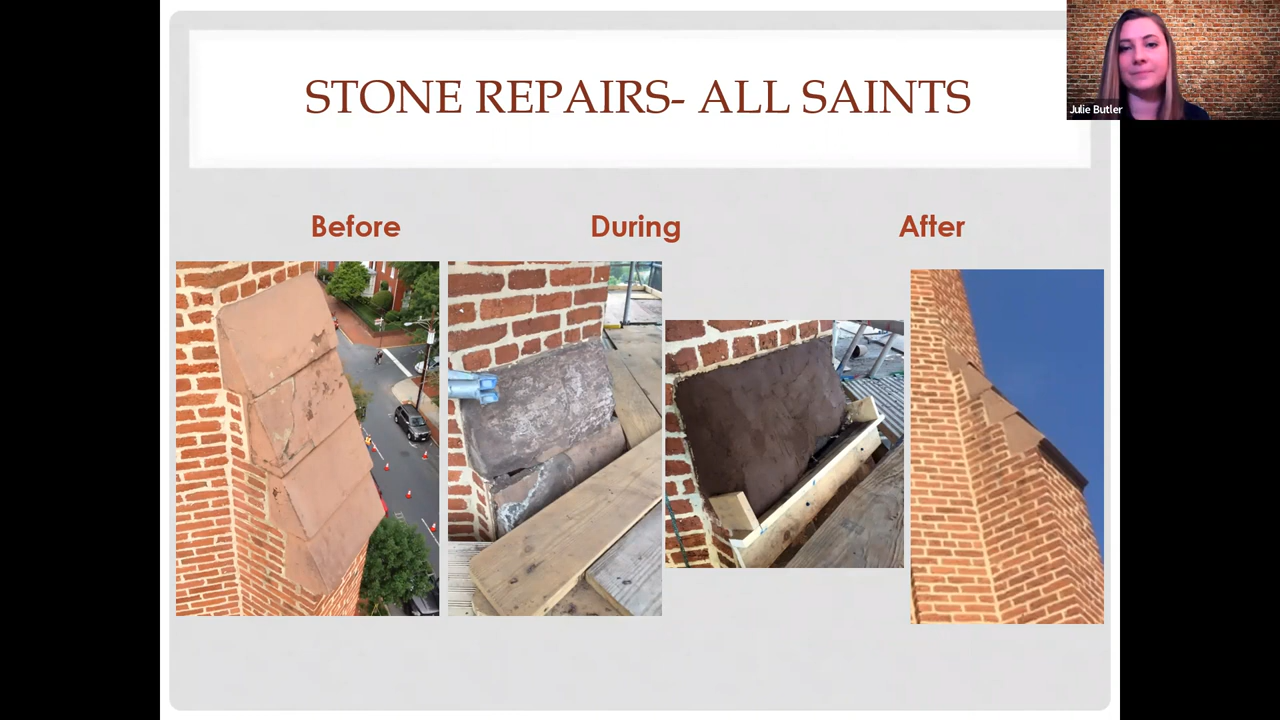 STONE REPAIRS- ALL SAINTS
Julie Butler
Before
During
After